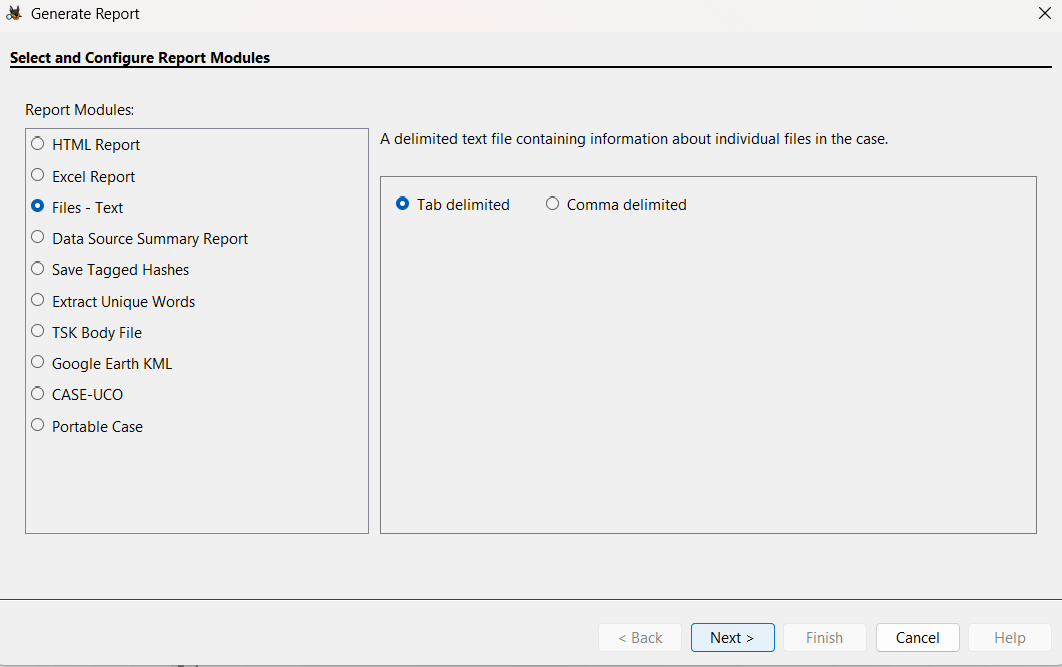 Generate Report
Select and Configure Report Modules
Report Modules:
HTML Report
Excel Report
Files - Text
Data Source Summary Report
Save Tagged Hashes
Extract Unique Words
TSK Body File
Google Earth KML
CASE-UCO
Portable Case
A delimited text file containing information about individual files in the case.
Tab delimited Comma delimited
< Back Next > Finish Cancel Help